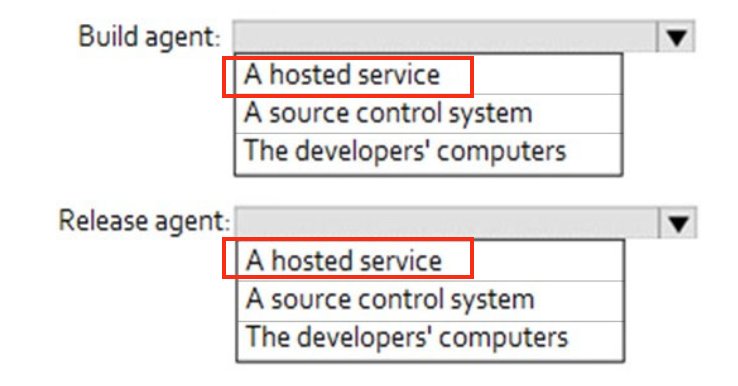 Build agent:
A hosted service
A source control system
The developers' computers
Release agent:
A hosted service
A source control system
The developers' computers